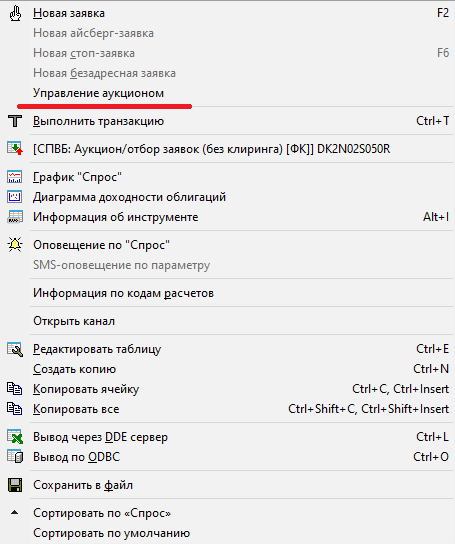 Новая заявка F2
Новая айсберг-заявка
Новая стоп-заявка F6
Новая безадресная заявка
Управление аукционом
Выполнить транзакцию Ctrl+T
[СПВБ: Аукцион/отбор заявок (без клиринга) [ФК]] DK2N02S050R
График "Спрос"
Диаграмма доходности облигаций
Информация об инструменте Alt+I
Оповещение по "Спрос"
SMS-оповещение по параметру
Информация по кодам расчетов
Открыть канал
Редактировать таблицу Ctrl+E
Создать копию Ctrl+N
Копировать ячейку Ctrl+C, Ctrl+Insert
Копировать все Ctrl+Shift+C, Ctrl+Shift+Insert
Вывод через DDE сервер Ctrl+L
Вывод по ODBC Ctrl+O
Сохранить в файл
Сортировать по «Спрос»
Сортировать по умолчанию